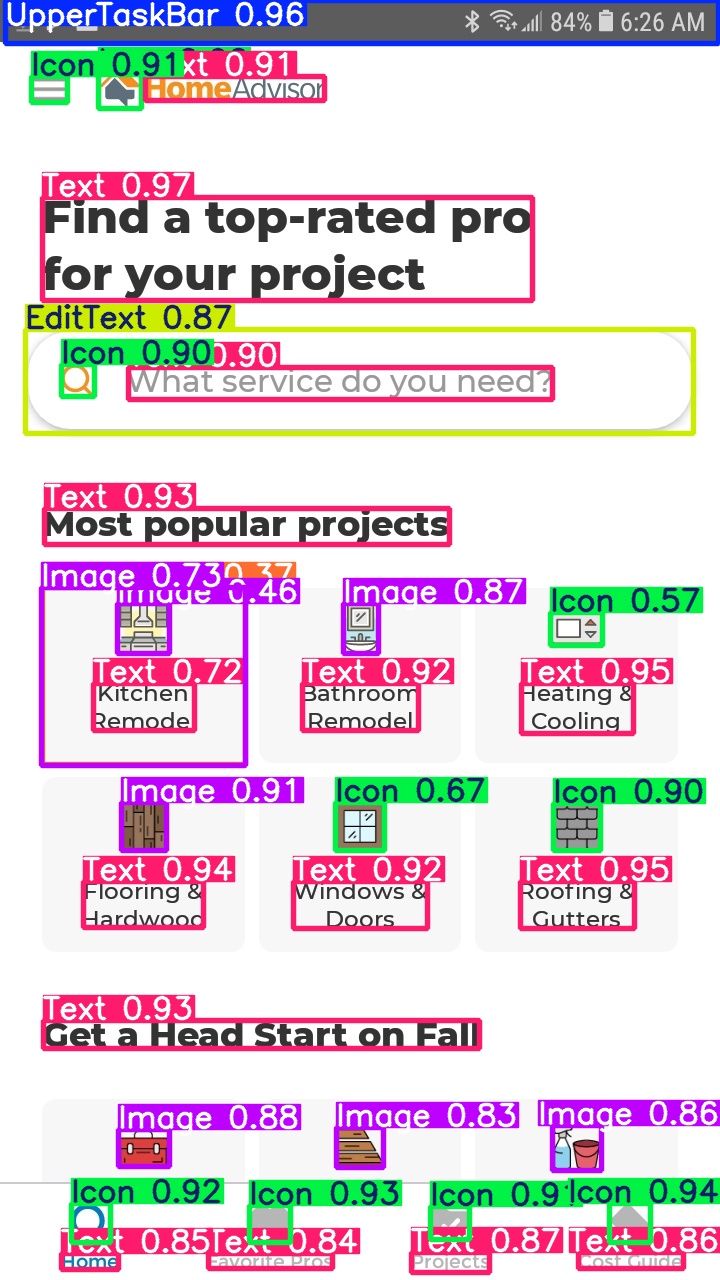 UpperTaskBar 0.96
84% 6:26 AM
Icon 0.91 xt 0.91
HomeAdvisor
Text 0.97
Find a top-rated pro
for your project
EditText 0.87
Icon 0.90 0.90
What service do you need?
Text 0.93
Most popular projects
Image 0.73 0.37
Image 0.46 Image 0.87 Icon 0.57
Text 0.72 Text 0.92 Text 0.95
Kitchen Bathroom Heating &
Remodel Remodel Cooling
Image 0.91 Icon 0.67 Icon 0.90
Text 0.94 Text 0.92 Text 0.95
Flooring & Windows & Roofing &
Hardwood Doors Gutters
Text 0.93
Get a Head Start on Fall
Image 0.88 Image 0.83 Image 0.86
Icon 0.92 Icon 0.93 Icon 0.91 Icon 0.94
Text 0.85 Text 0.84 Text 0.87 Text 0.86
Home Favorite Pros Projects Cost Guide